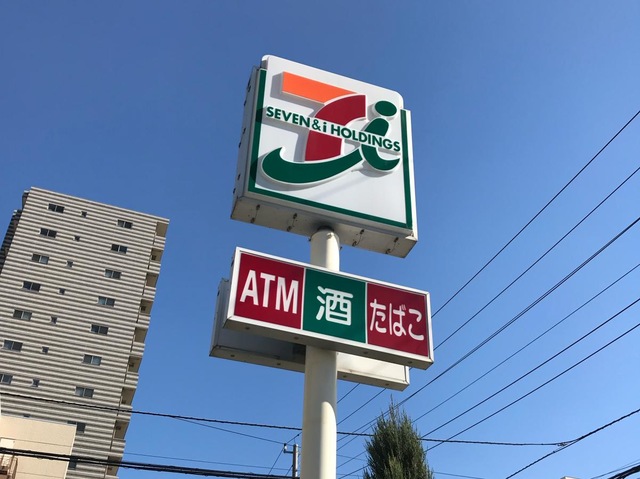 SEVEN & i HOLDINGS
ATM 酒 たばこ